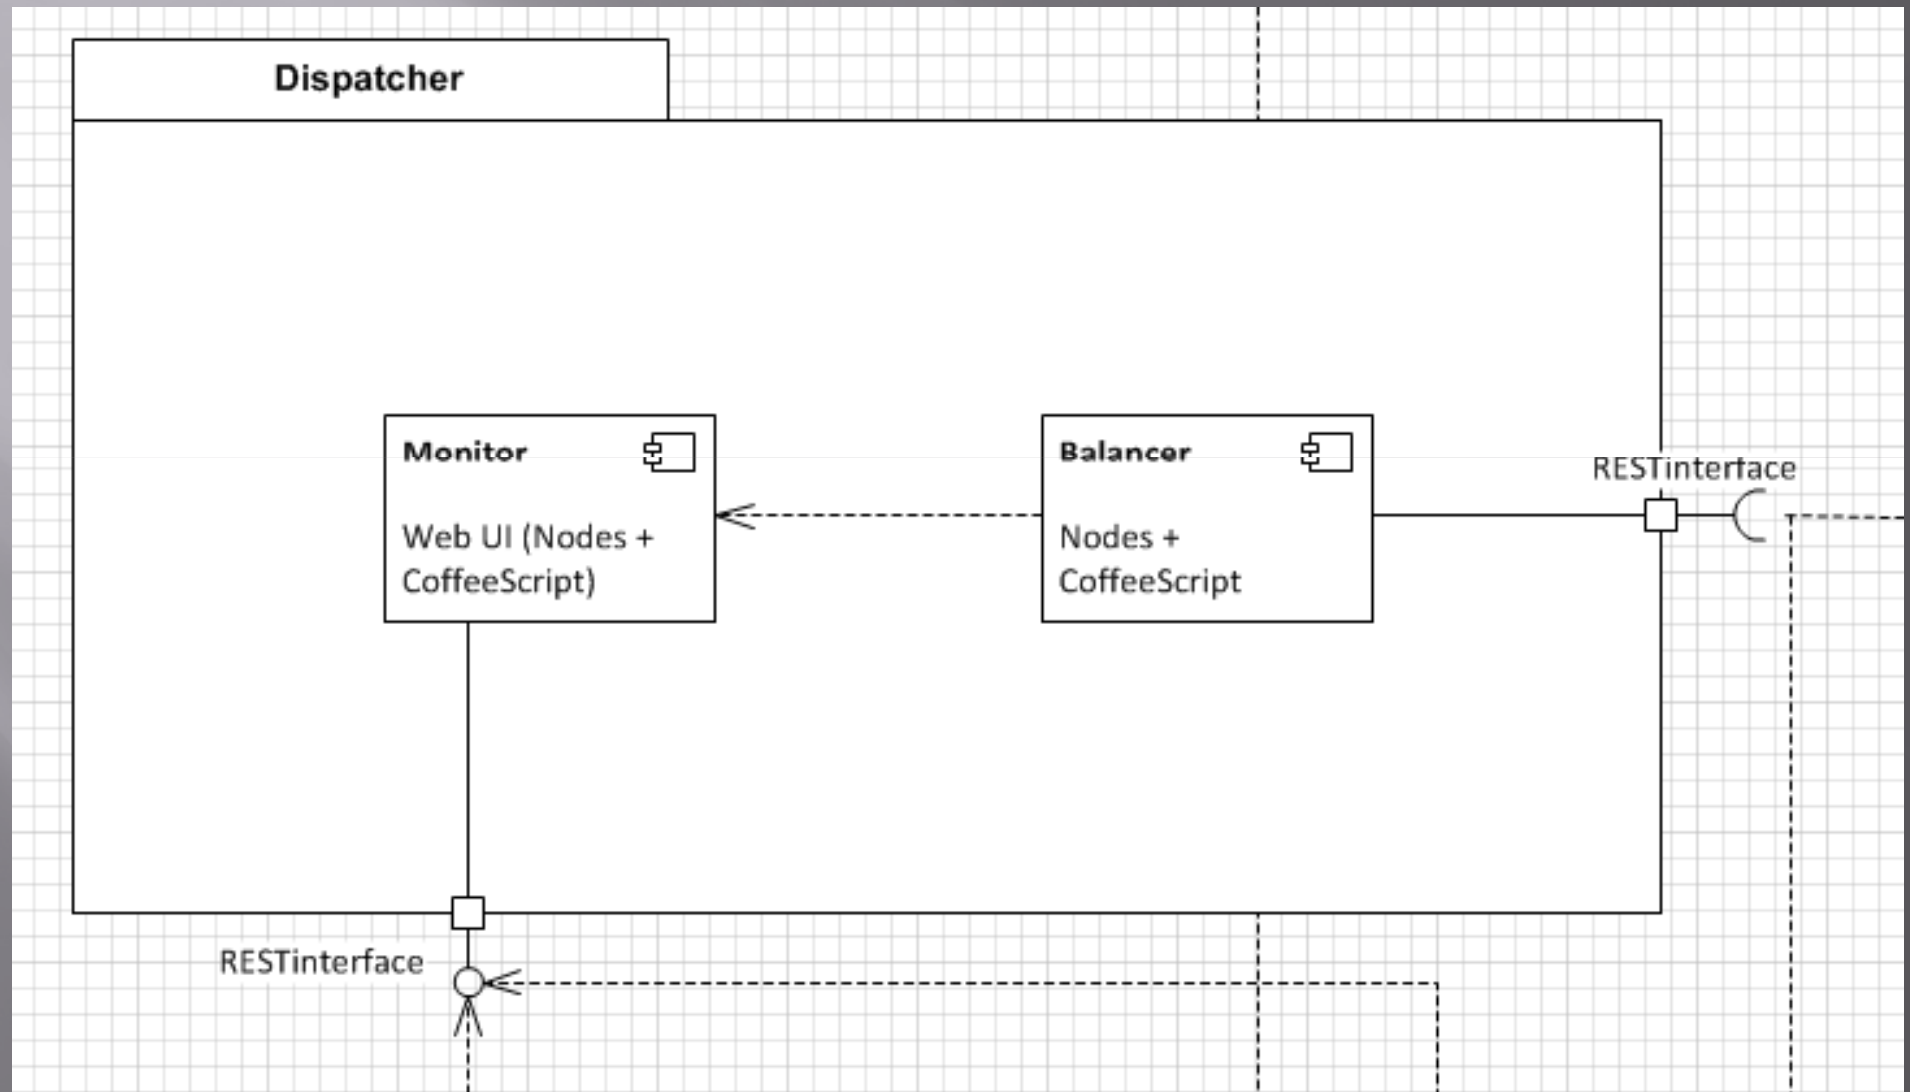 Dispatcher
Monitor
Web UI (Nodes +
CoffeeScript)
Balancer
Nodes +
CoffeeScript
RESTinterface
RESTinterface